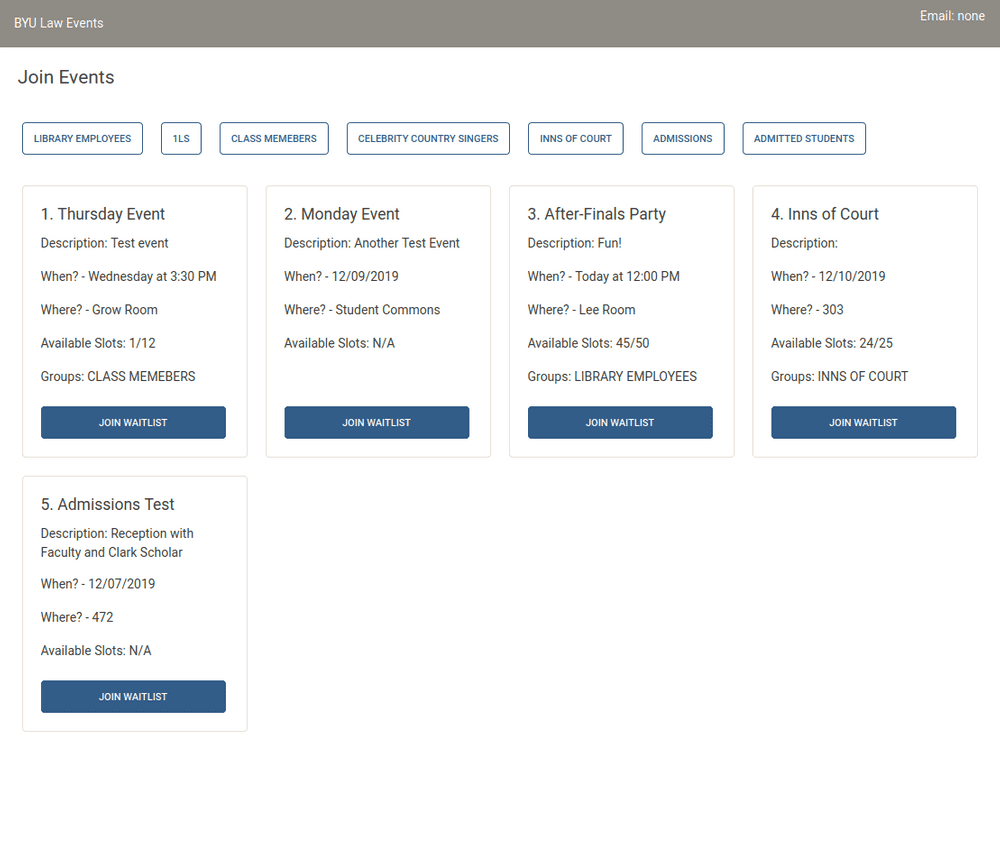 BYU Law Events
Email: none
Join Events
LIBRARY EMPLOYEES
1LS
CLASS MEMEBERS
CELEBRITY COUNTRY SINGERS
INNS OF COURT
ADMISSIONS
ADMITTED STUDENTS
1. Thursday Event
Description: Test event
When? - Wednesday at 3:30 PM
Where? - Grow Room
Available Slots: 1/12
Groups: CLASS MEMEBERS
JOIN WAITLIST
2. Monday Event
Description: Another Test Event
When? - 12/09/2019
Where? - Student Commons
Available Slots: N/A
JOIN WAITLIST
3. After-Finals Party
Description: Fun!
When? - Today at 12:00 PM
Where? - Lee Room
Available Slots: 45/50
Groups: LIBRARY EMPLOYEES
JOIN WAITLIST
4. Inns of Court
Description:
When? - 12/10/2019
Where? - 303
Available Slots: 24/25
Groups: INNS OF COURT
JOIN WAITLIST
5. Admissions Test
Description: Reception with
Faculty and Clark Scholar
When? - 12/07/2019
Where? - 472
Available Slots: N/A
JOIN WAITLIST